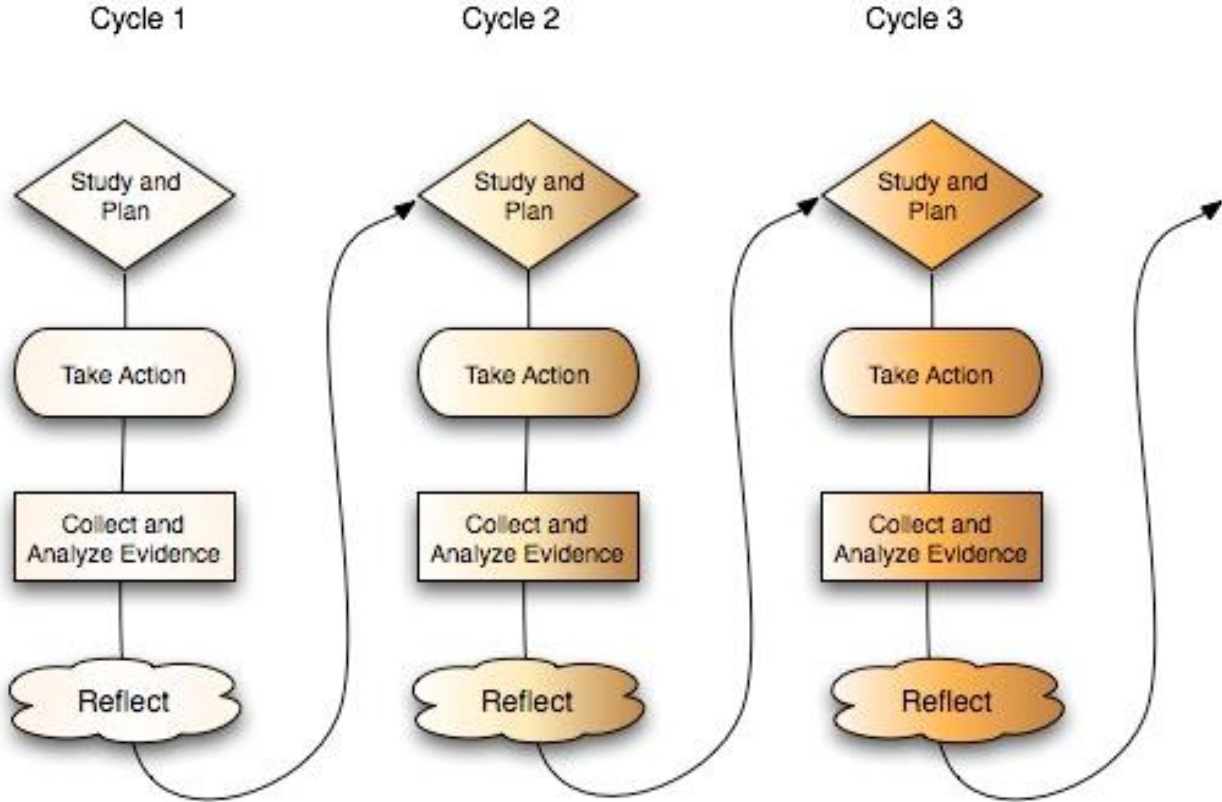 Cycle 1
Cycle 2
Cycle 3
Study and
Plan
Study and
Plan
Study and
Plan
Take Action
Take Action
Take Action
Collect and
Analyze Evidence
Collect and
Analyze Evidence
Collect and
Analyze Evidence
Reflect
Reflect
Reflect